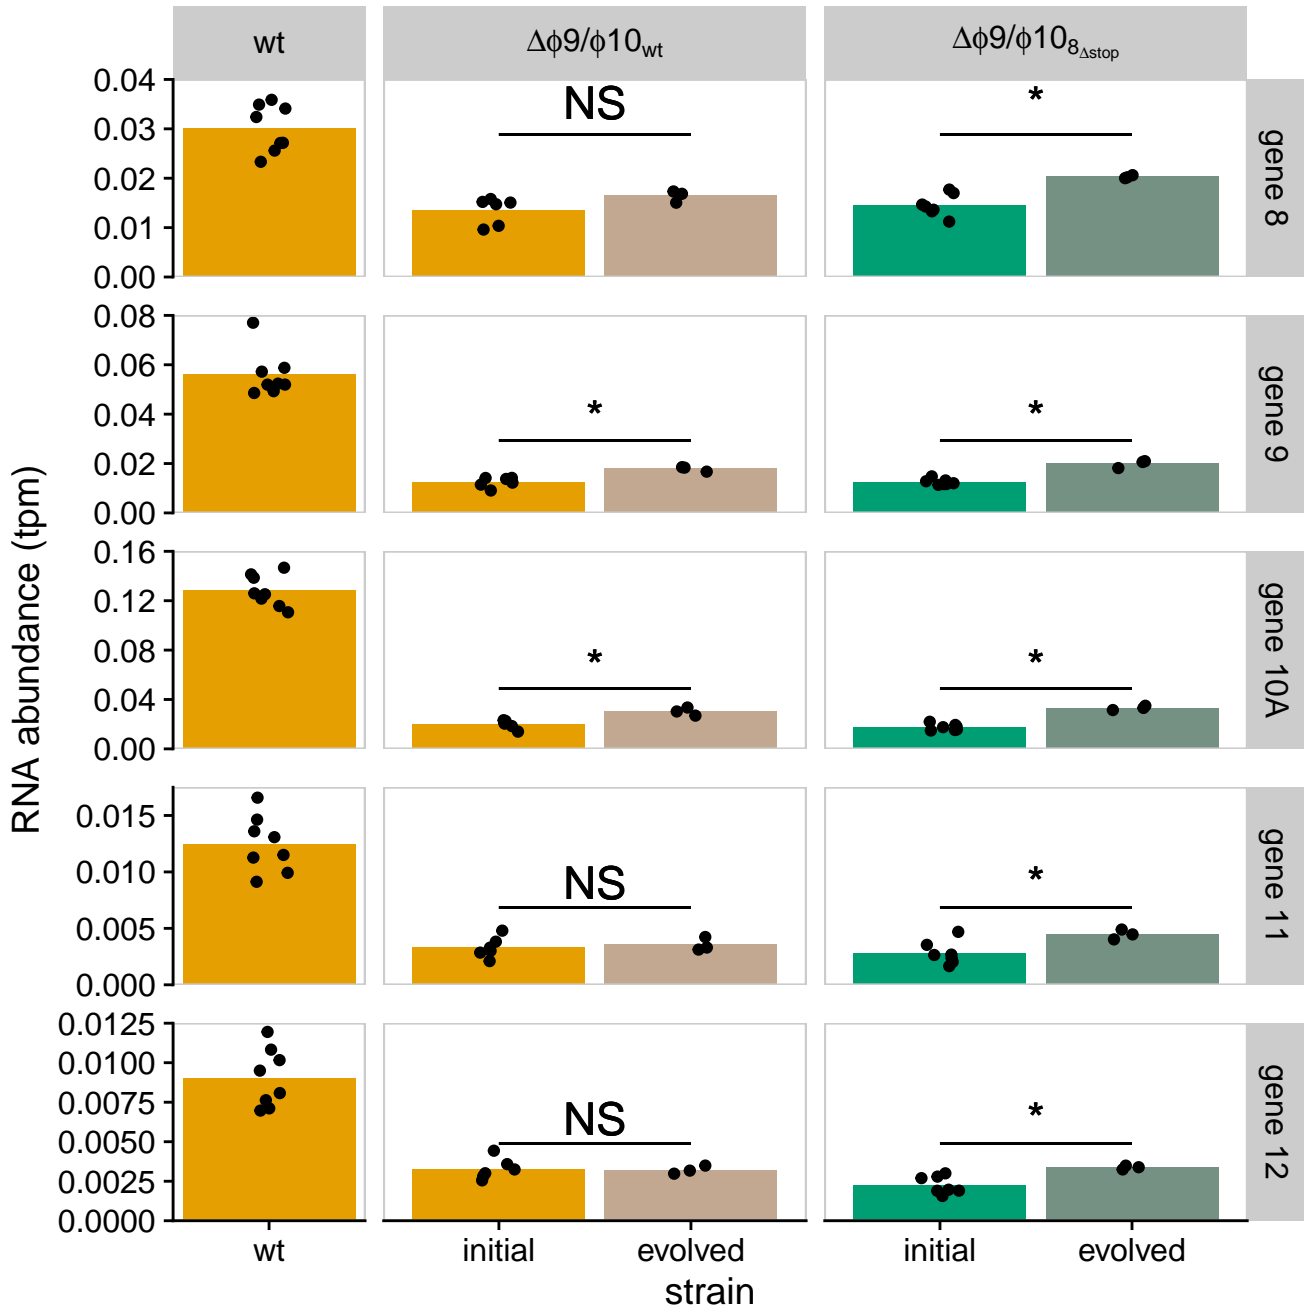 wt
Δϕ9/ϕ10wt
Δϕ9/ϕ108Δstop
RNA abundance (tpm)
0.04
0.03
0.02
0.01
0.00
NS
*
gene 8
0.08
0.06
0.04
0.02
0.00
*
*
gene 9
0.16
0.12
0.08
0.04
0.00
*
*
gene 10A
0.015
0.010
0.005
0.000
NS
*
gene 11
0.0125
0.0100
0.0075
0.0050
0.0025
0.0000
NS
*
gene 12
wt
initial
evolved
initial
evolved
strain